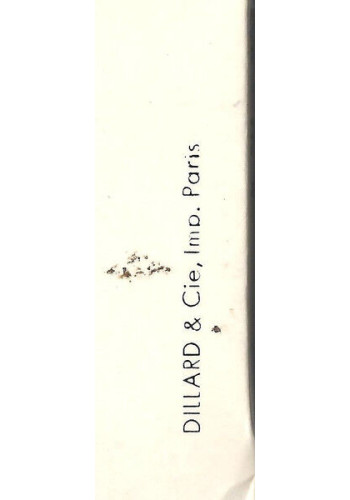 DILLARD & Cie, Imp. Paris